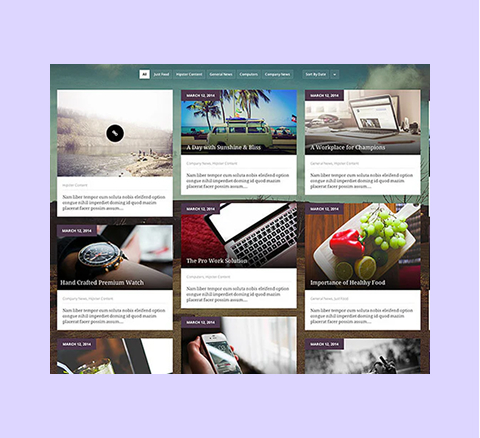 All Just Food Hipster Content General News Computers Company News Sort By Date
Hipster Content
Nam liber tempor cum soluta nobis eleifend option
congue nihil imperdiet doming id quod mazim
placerat facer possim assum....
MARCH 12, 2014
A Day with Sunshine & Bliss
Company News, Hipster Content
Nam liber tempor cum soluta nobis eleifend option
congue nihil imperdiet doming id quod mazim
placerat facer possim assum....
MARCH 12, 2014
A Workplace for Champions
General News, Hipster Content
Nam liber tempor cum soluta nobis eleifend option
congue nihil imperdiet doming id quod mazim
placerat facer possim assum....
MARCH 12, 2014
Hand Crafted Premium Watch
Company News, Hipster Content
Nam liber tempor cum soluta nobis eleifend option
congue nihil imperdiet doming id quod mazim
placerat facer possim assum....
MARCH 12, 2014
The Pro Work Solution
Computers, Hipster Content
Nam liber tempor cum soluta nobis eleifend option
congue nihil imperdiet doming id quod mazim
placerat facer possim assum....
MARCH 12, 2014
Importance of Healthy Food
General News, Just Food
Nam liber tempor cum soluta nobis eleifend option
congue nihil imperdiet doming id quod mazim
placerat facer possim assum....
MARCH 12, 2014
MARCH 12, 2014
MARCH 12, 2014